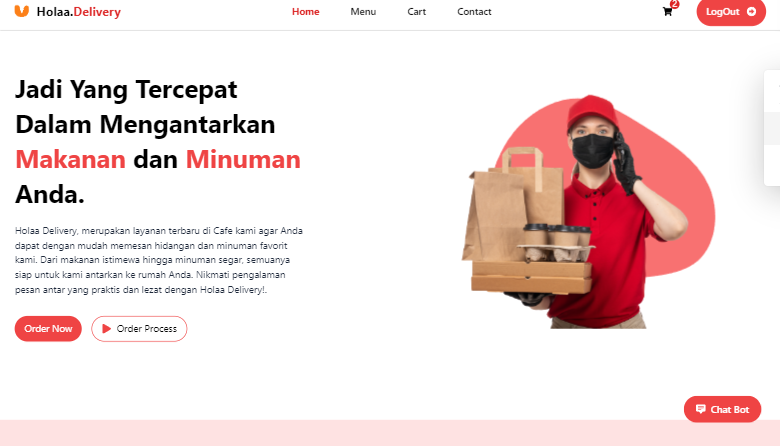 Holaa.Delivery Home Menu Cart Contact 2 LogOut
Jadi Yang Tercepat
Dalam Mengantarkan
Makanan dan Minuman
Anda.
Holaa Delivery, merupakan layanan terbaru di Cafe kami agar Anda
dapat dengan mudah memesan hidangan dan minuman favorit
kami. Dari makanan istimewa hingga minuman segar, semuanya
siap untuk kami antarkan ke rumah Anda. Nikmati pengalaman
pesan antar yang praktis dan lezat dengan Holaa Delivery!.
Order Now Order Process
Chat Bot